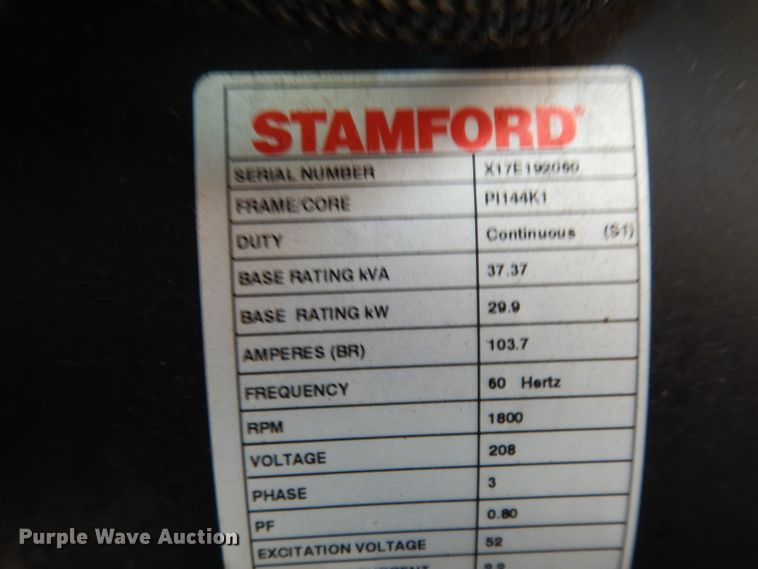 STAMFORD®
SERIAL NUMBER X17E192060
FRAME/CORE PI144K1
DUTY Continuous (S1)
BASE RATING kVA 37.37
BASE RATING kW 29.9
AMPERES (BR) 103.7
FREQUENCY 60 Hertz
RPM 1800
VOLTAGE 208
PHASE 3
PF 0.80
EXCITATION VOLTAGE 52
Purple Wave Auction